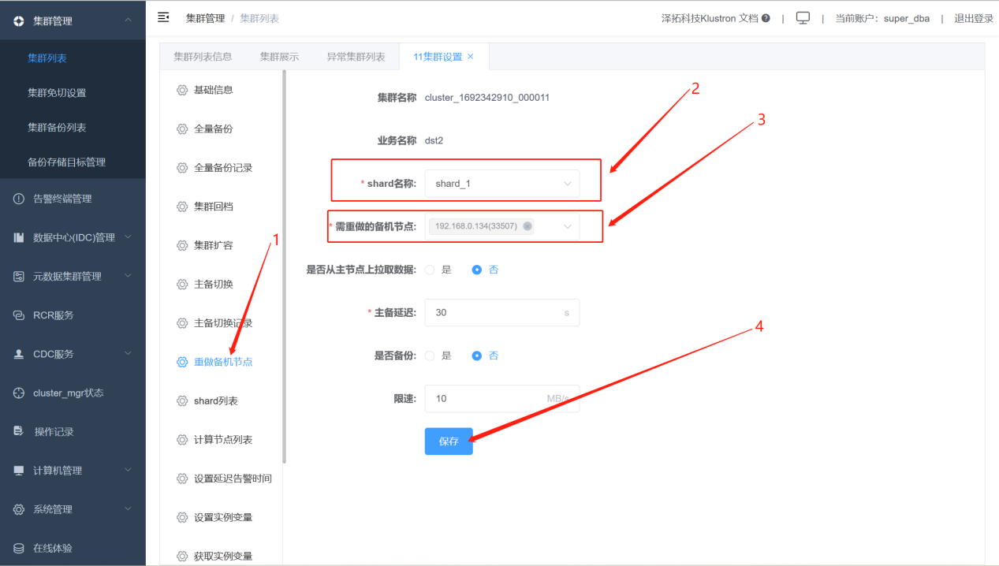 集群管理
集群列表
集群免切设置
集群备份列表
备份存储目标管理
告警终端管理
数据中心(IDC)管理
元数据集群管理
RCR服务
CDC服务
cluster_mgr状态
操作记录
计算机管理
系统管理
在线体验
集群管理 / 集群列表
泽拓科技Klustron 文档 ? | | 当前账户：super_dba | 退出登录
集群列表信息 集群展示 异常集群列表 11集群设置 ×
基础信息
全量备份
全量备份记录
集群回档
集群扩容
主备切换
主备切换记录
重做备机节点
shard列表
计算节点列表
设置延迟告警时间
设置实例变量
获取实例变量
集群名称 cluster_1692342910_000011
业务名称 dst2
* shard名称: shard_1
* 需重做的备机节点: 192.168.0.134(33507)
是否从主节点上拉取数据: 是 否
* 主备延迟: 30 s
是否备份: 是 否
限速: 10 MB/s
保存
1
2
3
4